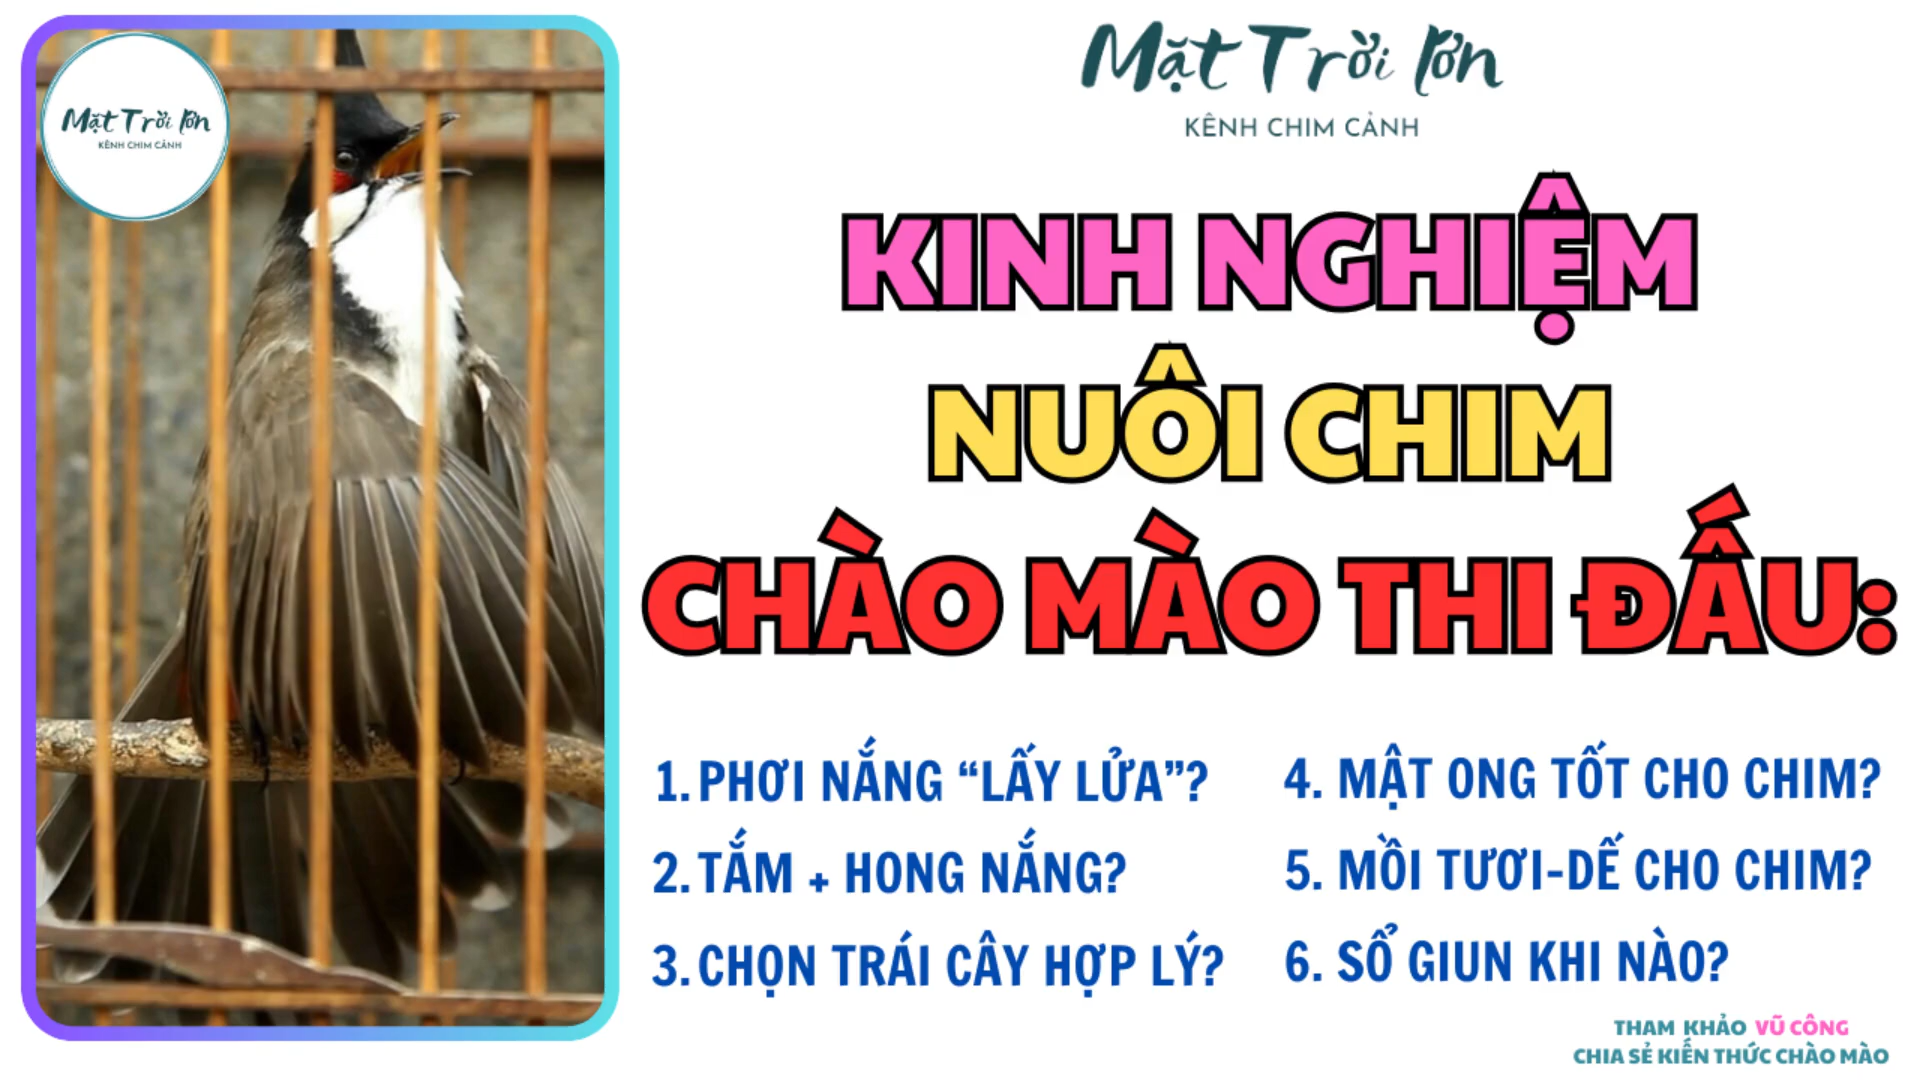 Mặt Trời lớn
KÊNH CHIM CẢNH
Mặt Trời lớn
KÊNH CHIM CẢNH
KINH NGHIỆM
NUÔI CHIM
CHÀO MÀO THI ĐẤU:
1. PHƠI NẮNG “LẤY LỬA”?
2. TẮM + HONG NẮNG?
3. CHỌN TRÁI CÂY HỢP LÝ?
4. MẬT ONG TỐT CHO CHIM?
5. MỒI TƯƠI-DẾ CHO CHIM?
6. SỔ GIUN KHI NÀO?
THAM KHẢO VŨ CÔNG
CHIA SẺ KIẾN THỨC CHÀO MÀO